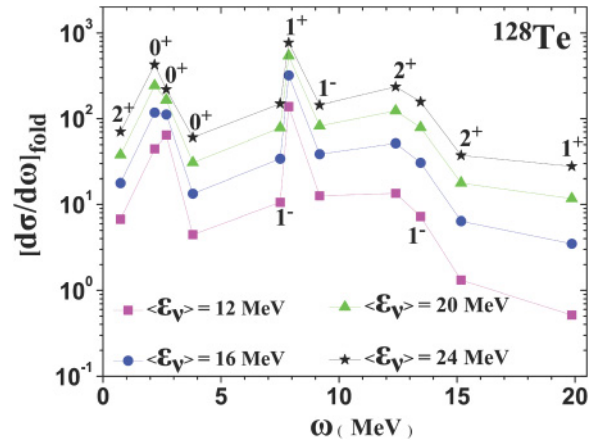 ¹²⁸Te
[dσ/dω]fold
10³
10²
10¹
10⁰
10⁻¹
2⁺
0⁺
0⁺
0⁺
1⁺
1⁻
2⁺
2⁺
1⁺
1⁻
1⁻
<εν> = 12 MeV
<εν> = 20 MeV
<εν> = 16 MeV
<εν> = 24 MeV
0 5 10 15 20
ω( MeV)